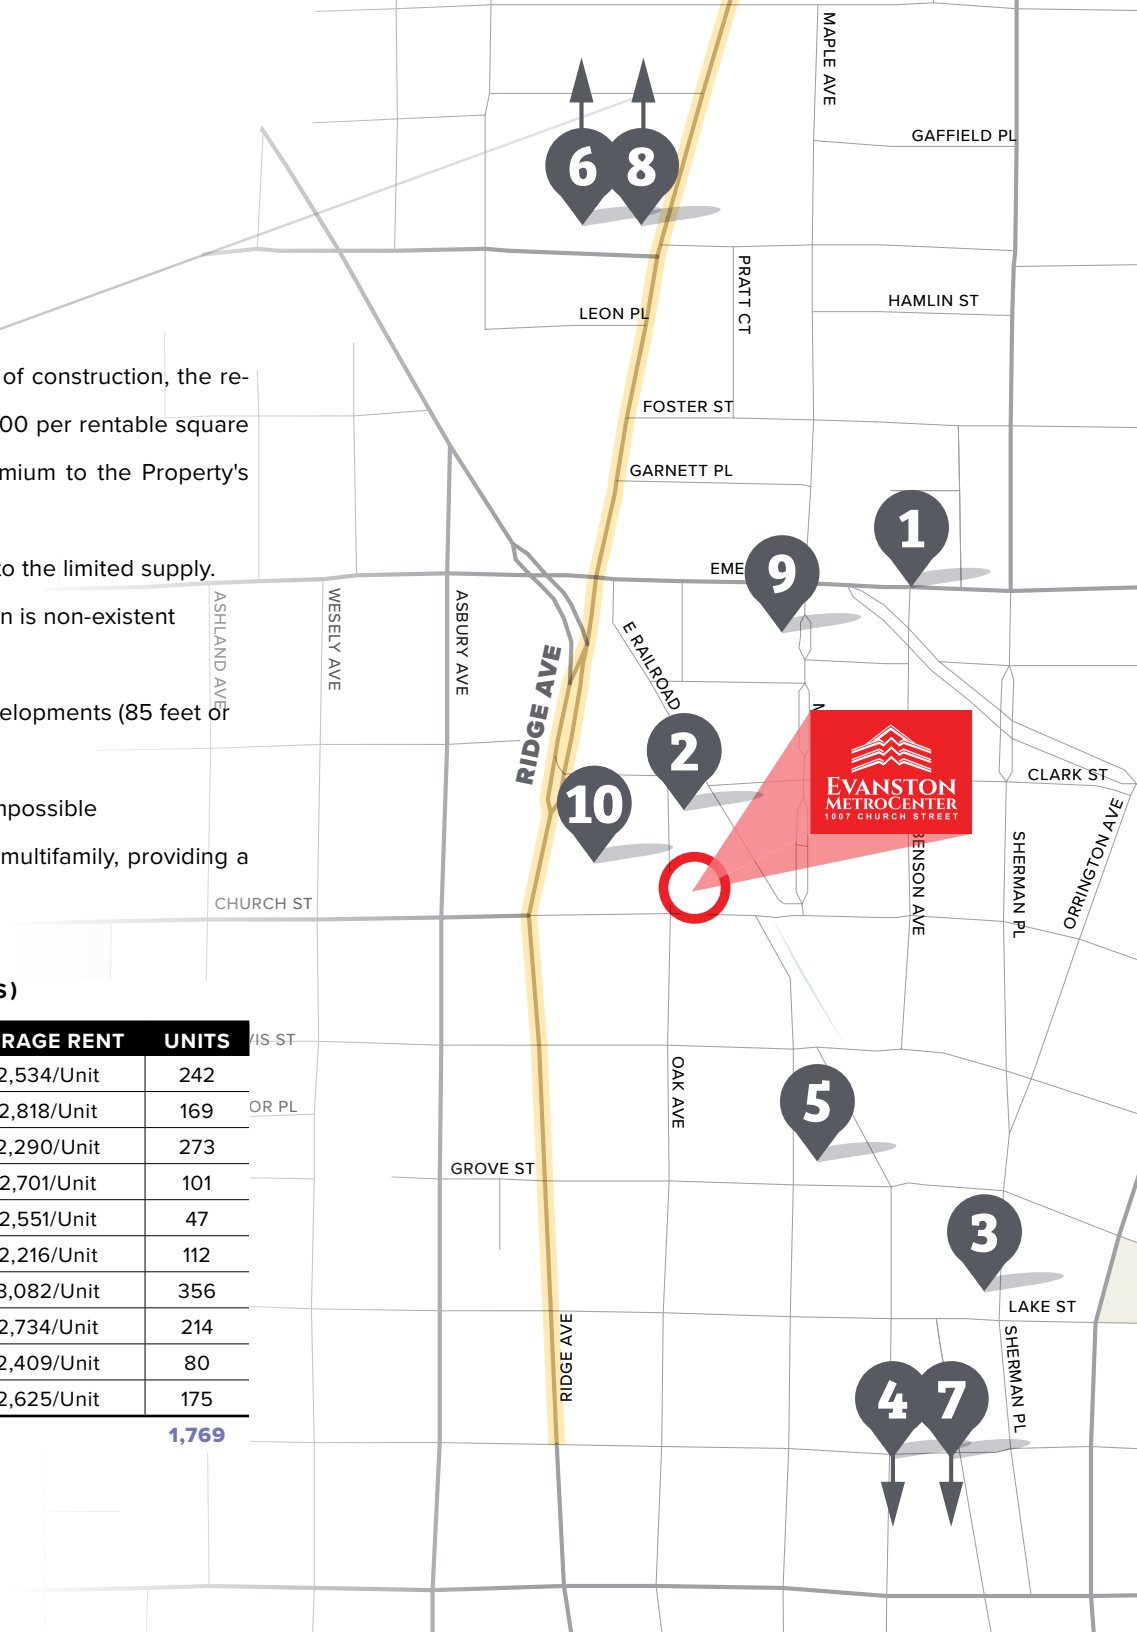 MAPLE AVE
GAFFIELD PL
6
8
PRATT CT
HAMLIN ST
LEON PL
of construction, the re-
FOSTER ST
00 per rentable square
GARNETT PL
mium to the Property's
1
EME
9
to the limited supply.
ASHLAND AVE
WESELY AVE
ASBURY AVE
n is non-existent
E RAILROAD
RIDGE AVE
elopments (85 feet or
M
2
EVANSTON
METROCENTER
1007 CHURCH STREET
CLARK ST
10
mpossible
BENSON AVE
SHERMAN PL
ORRINGTON AVE
multifamily, providing a
CHURCH ST
S)
RAGE RENT UNITS
VIS ST
2,534/Unit 242
2,818/Unit 169
OR PL
2,290/Unit 273
2,701/Unit 101
2,551/Unit 47
2,216/Unit 112
3,082/Unit 356
2,734/Unit 214
2,409/Unit 80
2,625/Unit 175
1,769
OAK AVE
5
GROVE ST
3
LAKE ST
RIDGE AVE
SHERMAN PL
4
7